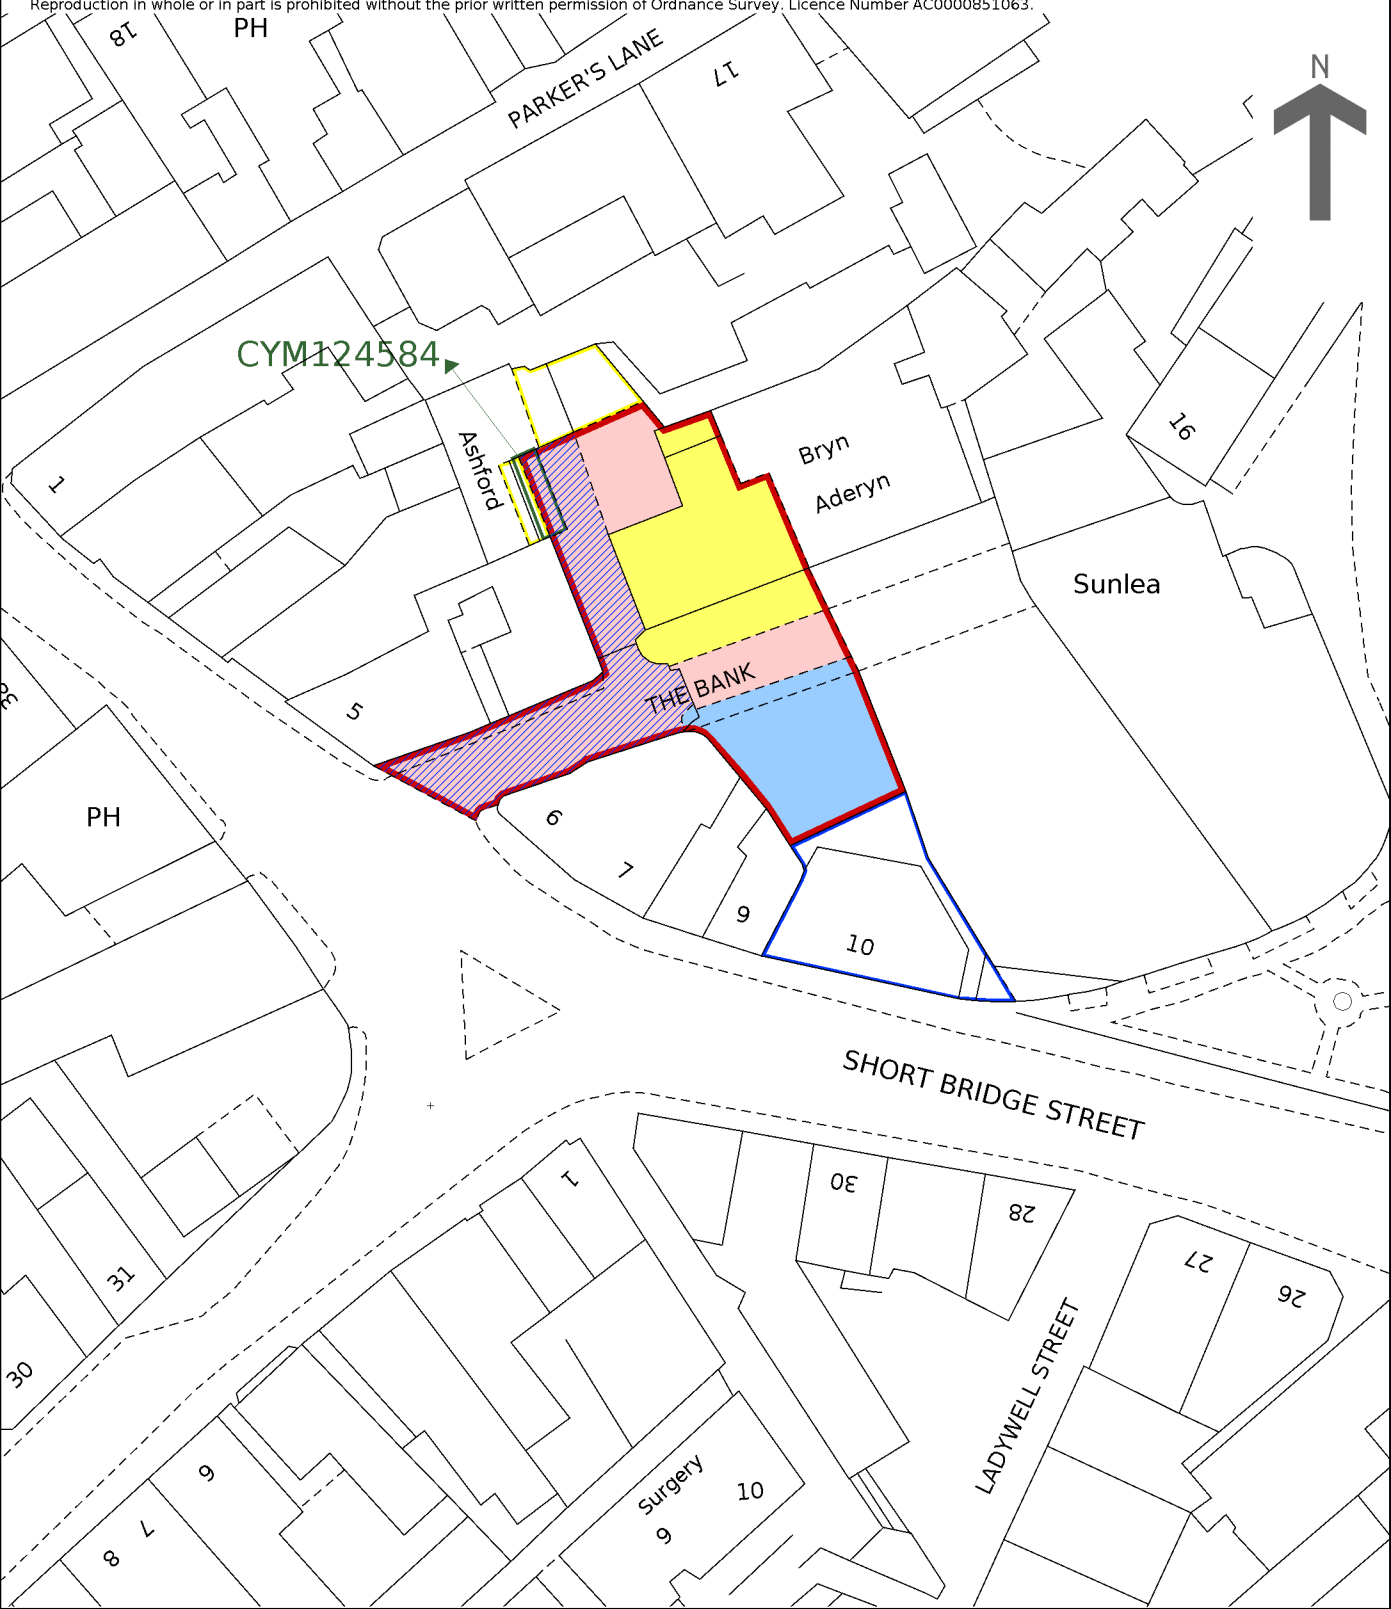 Reproduction in whole or in part is prohibited without the prior written permission of Ordnance Survey. Licence Number AC0000851063.
18
PH
PARKER'S LANE
17
N
CYM124584
Ashford
Bryn
Aderyn
16
1
Sunlea
5
THE BANK
PH
6
7
9
10
SHORT BRIDGE STREET
1
30
28
27
26
31
LADYWELL STREET
30
9
7
8
Surgery
10
9